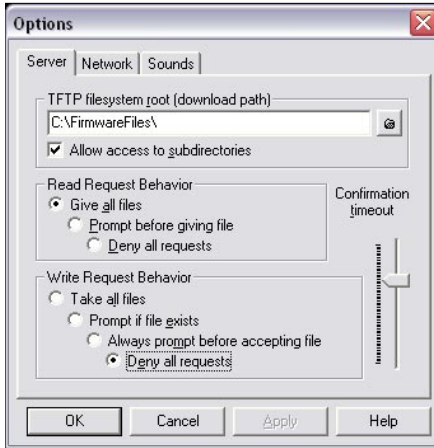 Options
Server Network Sounds
TFTP filesystem root (download path)
C:\FirmwareFiles\
Allow access to subdirectories
Read Request Behavior
Give all files
Prompt before giving file
Deny all requests
Confirmation
timeout
Write Request Behavior
Take all files
Prompt if file exists
Always prompt before accepting file
Deny all requests
OK Cancel Apply Help